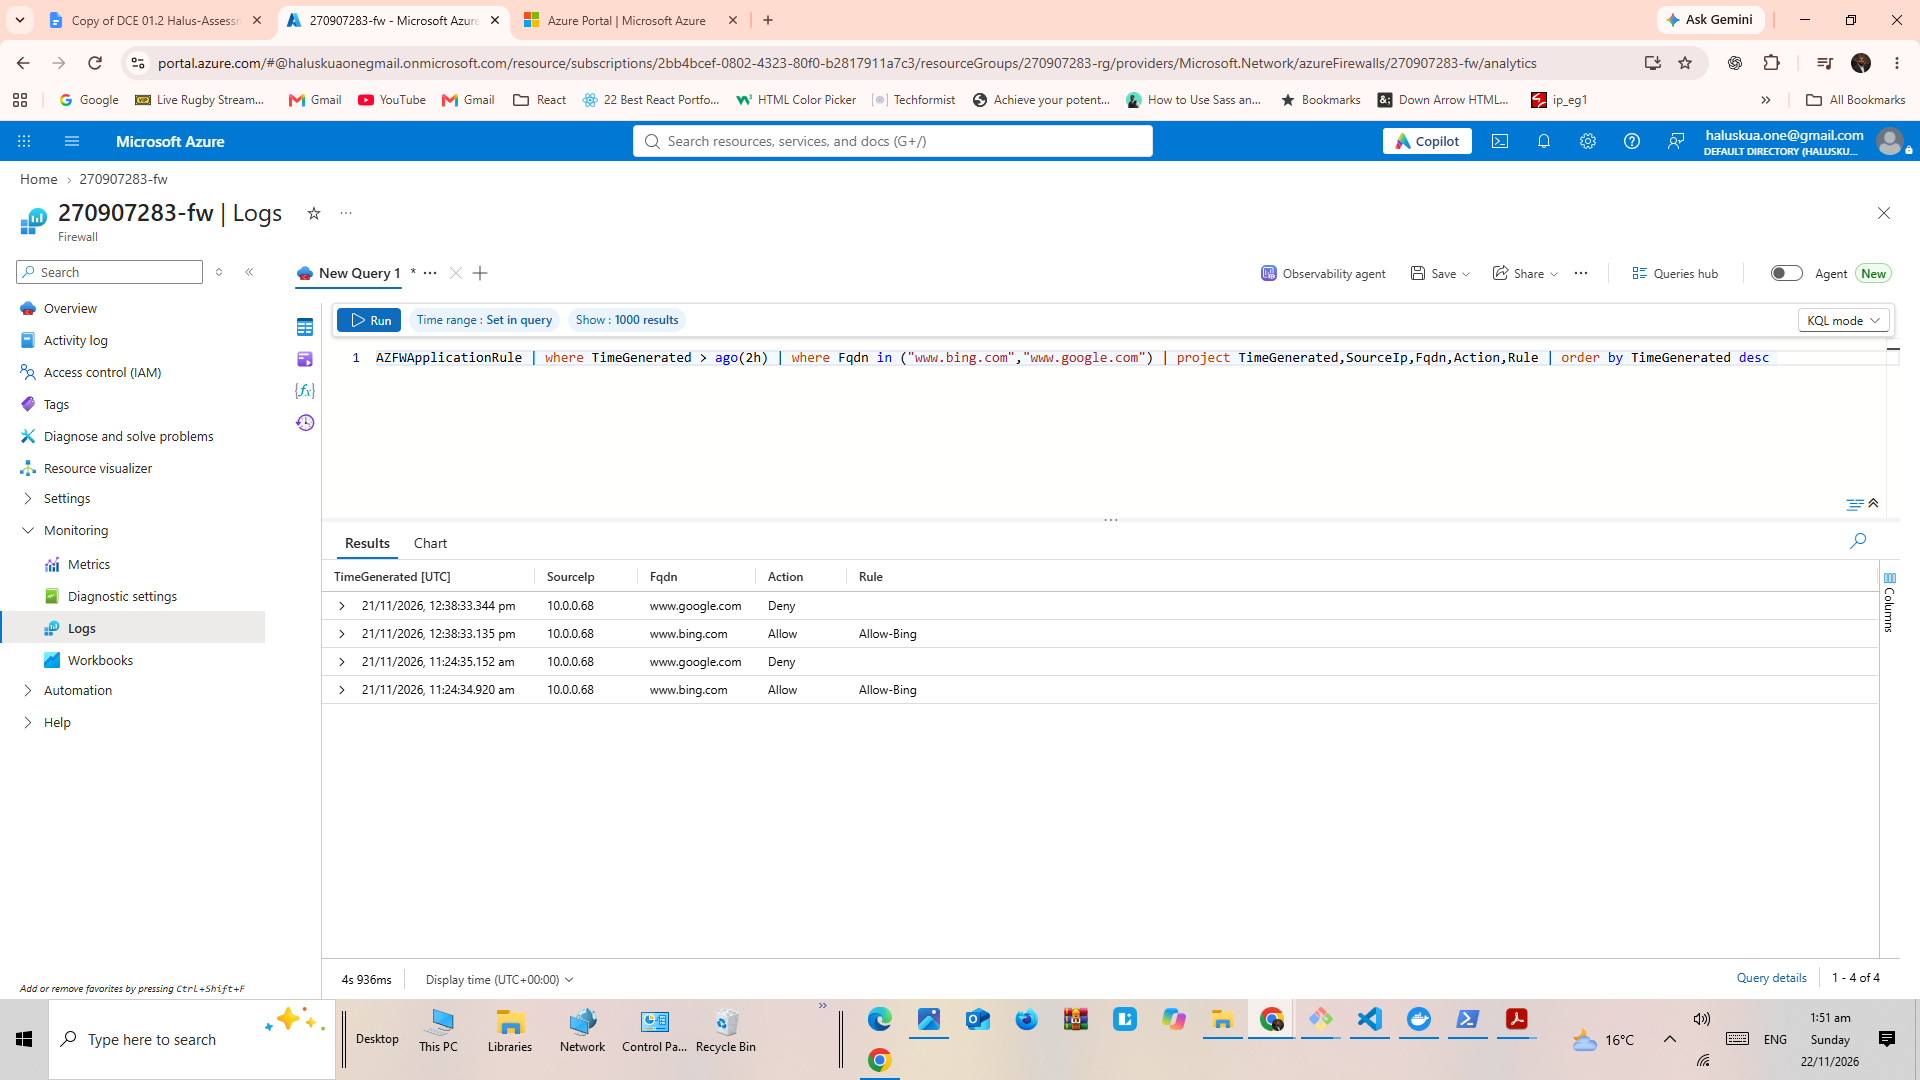 Copy of DCE 01.2 Halus-Assessm
270907283-fw - Microsoft Azure
Azure Portal | Microsoft Azure
Ask Gemini
portal.azure.com/#@haluskuaonegmail.onmicrosoft.com/resource/subscriptions/2bb4bcef-0802-4323-80f0-b2817911a7c3/resourceGroups/270907283-rg/providers/Microsoft.Network/azureFirewalls/270907283-fw/analytics
Google
Live Rugby Stream...
Gmail
YouTube
Gmail
React
22 Best React Portfo...
HTML Color Picker
Techformist
Achieve your potent...
How to Use Sass an...
Bookmarks
Down Arrow HTML...
ip_eg1
All Bookmarks
Microsoft Azure
Search resources, services, and docs (G+/)
Copilot
haluskua.one@gmail.com
DEFAULT DIRECTORY (HALUSKU...
Home > 270907283-fw
270907283-fw | Logs
Firewall
Search
Overview
Activity log
Access control (IAM)
Tags
Diagnose and solve problems
Resource visualizer
Settings
Monitoring
Metrics
Diagnostic settings
Logs
Workbooks
Automation
Help
Add or remove favorites by pressing Ctrl+Shift+F
New Query 1 *
Observability agent
Save
Share
Queries hub
Agent New
Run
Time range : Set in query
Show : 1000 results
KQL mode
1 AZFWApplicationRule | where TimeGenerated > ago(2h) | where Fqdn in ("www.bing.com","www.google.com") | project TimeGenerated,SourceIp,Fqdn,Action,Rule | order by TimeGenerated desc
Results Chart
TimeGenerated [UTC] SourceIp Fqdn Action Rule
21/11/2026, 12:38:33.344 pm 10.0.0.68 www.google.com Deny
21/11/2026, 12:38:33.135 pm 10.0.0.68 www.bing.com Allow Allow-Bing
21/11/2026, 11:24:35.152 am 10.0.0.68 www.google.com Deny
21/11/2026, 11:24:34.920 am 10.0.0.68 www.bing.com Allow Allow-Bing
Columns
4s 936ms
Display time (UTC+00:00)
Query details
1 - 4 of 4
Type here to search
Desktop
This PC
Libraries
Network
Control Pa...
Recycle Bin
16°C
ENG
1:51 am
Sunday
22/11/2026